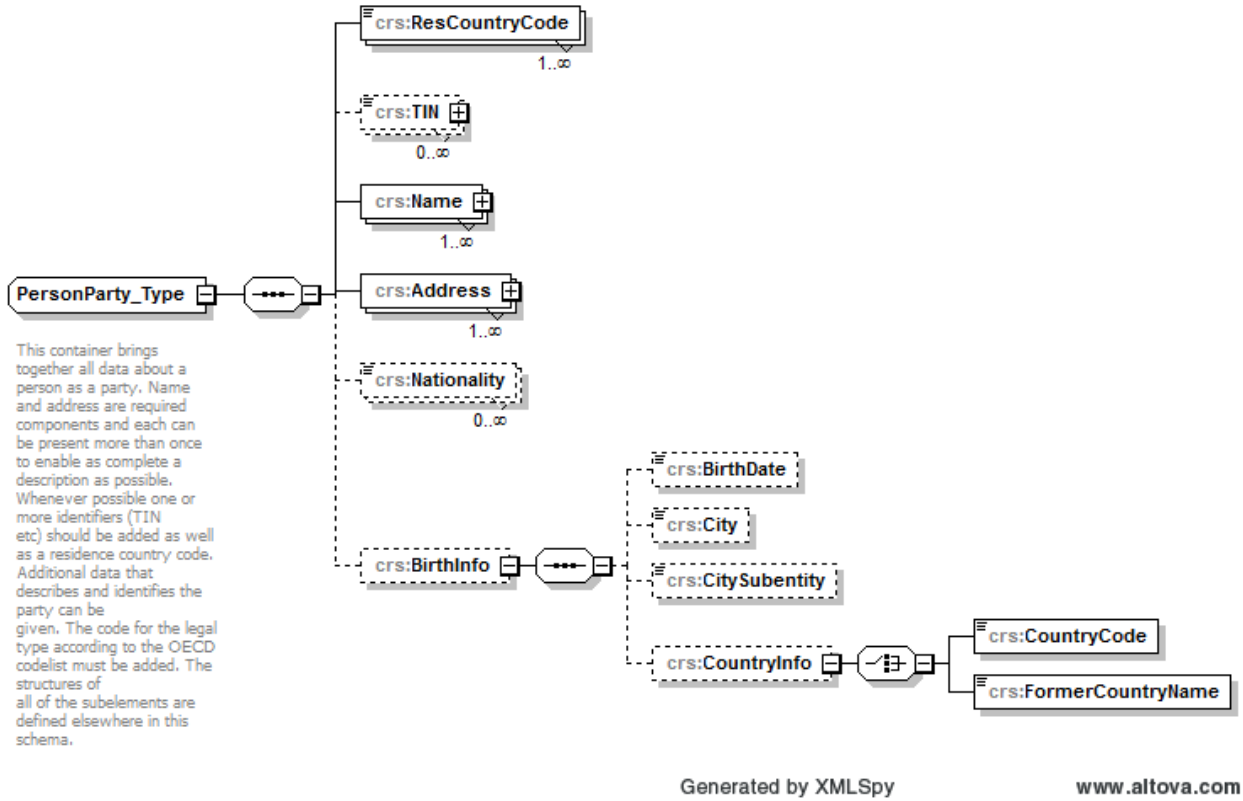 crs:ResCountryCode
1..∞
crs:TIN
0..∞
crs:Name
1..∞
PersonParty_Type
crs:Address
1..∞
This container brings
together all data about a
person as a party. Name
and address are required
components and each can
be present more than once
to enable as complete a
description as possible.
Whenever possible one or
more identifiers (TIN
etc) should be added as well
as a residence country code.
Additional data that
describes and identifies the
party can be
given. The code for the legal
type according to the OECD
codelist must be added. The
structures of
all of the subelements are
defined elsewhere in this
schema.
crs:Nationality
0..∞
crs:BirthInfo
crs:BirthDate
crs:City
crs:CitySubentity
crs:CountryInfo
crs:CountryCode
crs:FormerCountryName
Generated by XMLSpy
www.altova.com